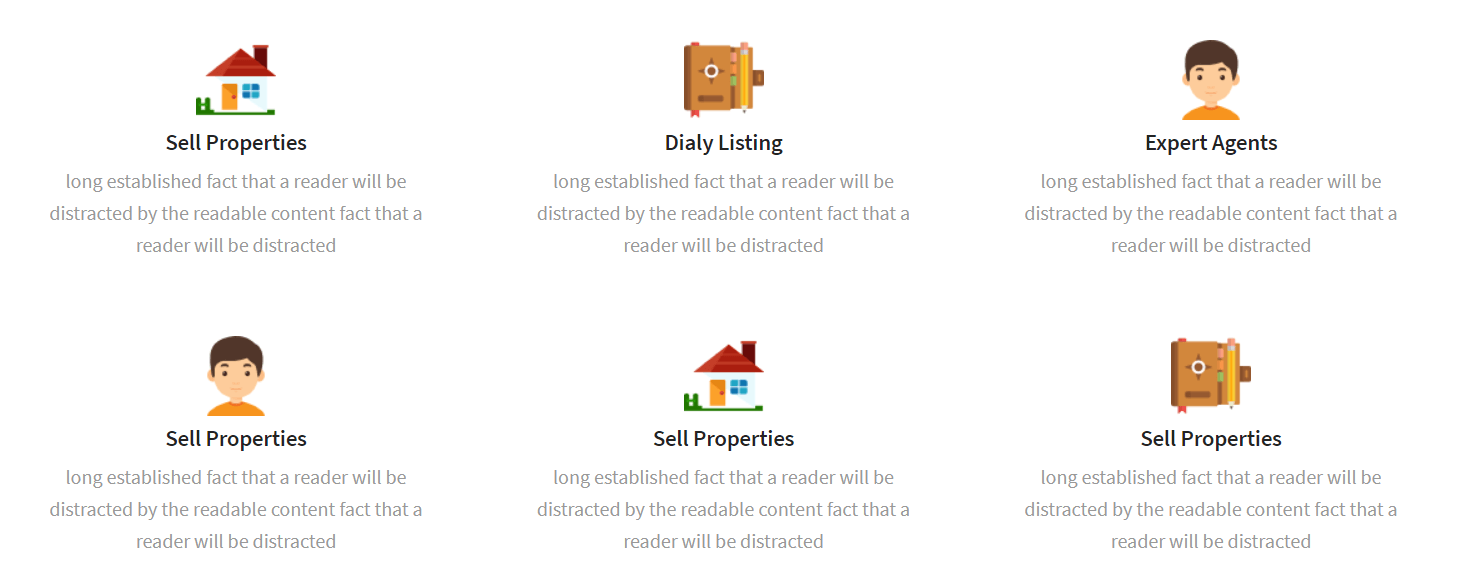 Sell Properties
long established fact that a reader will be
distracted by the readable content fact that a
reader will be distracted
Dialy Listing
long established fact that a reader will be
distracted by the readable content fact that a
reader will be distracted
Expert Agents
long established fact that a reader will be
distracted by the readable content fact that a
reader will be distracted
Sell Properties
long established fact that a reader will be
distracted by the readable content fact that a
reader will be distracted
Sell Properties
long established fact that a reader will be
distracted by the readable content fact that a
reader will be distracted
Sell Properties
long established fact that a reader will be
distracted by the readable content fact that a
reader will be distracted